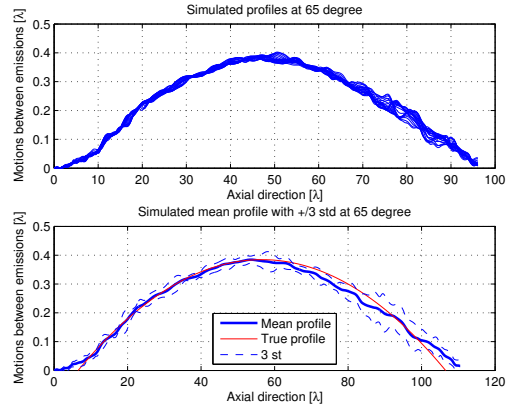 Simulated profiles at 65 degree
Motions between emissions [λ]
0.5
0.4
0.3
0.2
0.1
0
0 10 20 30 40 50 60 70 80 90 100
Axial direction [λ]
Simulated mean profile with +/3 std at 65 degree
Motions between emissions [λ]
0.5
0.4
0.3
0.2
0.1
0
Mean profile
True profile
3 st
0 20 40 60 80 100 120
Axial direction [λ]